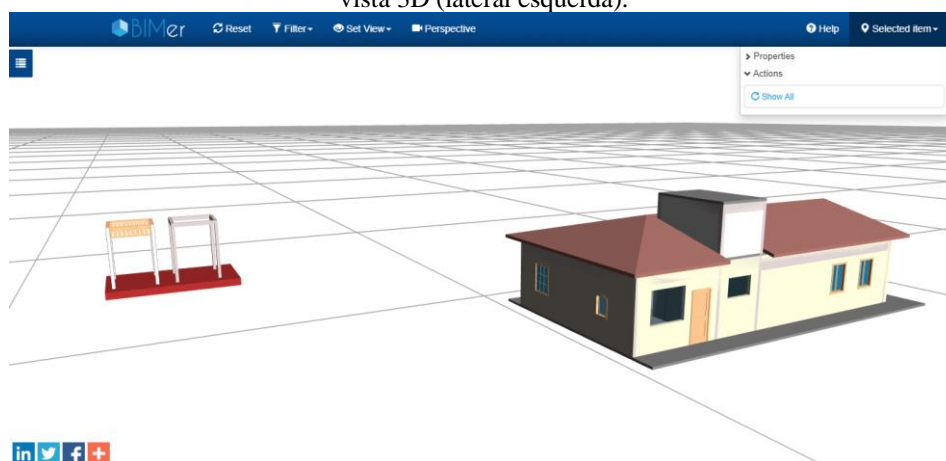 vista 3D (lateral esquerda).
BIMer Reset Filter Set View Perspective Help Selected item
Properties
Actions
Show All
in f +